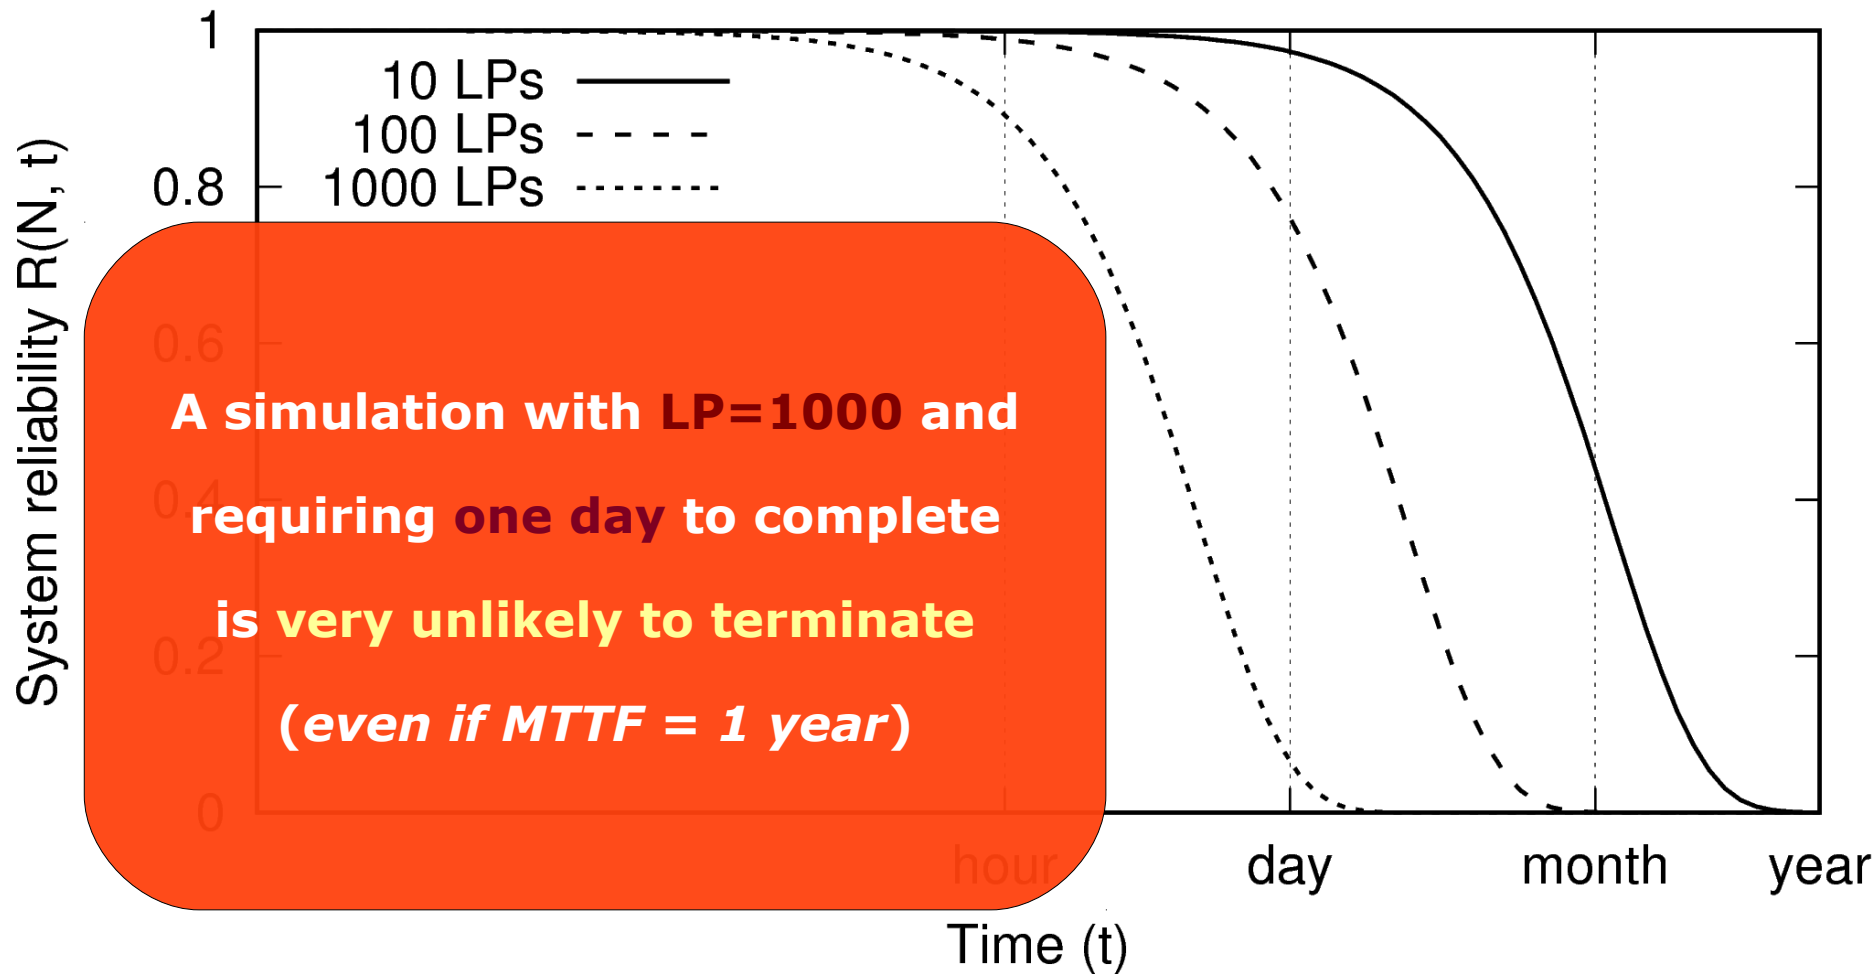 1
10 LPs
100 LPs
0.8
1000 LPs
System reliability R(N, t)
0.6
A simulation with LP=1000 and
0.4
requiring one day to complete
is very unlikely to terminate
0.2
(even if MTTF = 1 year)
0
hour
day
month
year
Time (t)